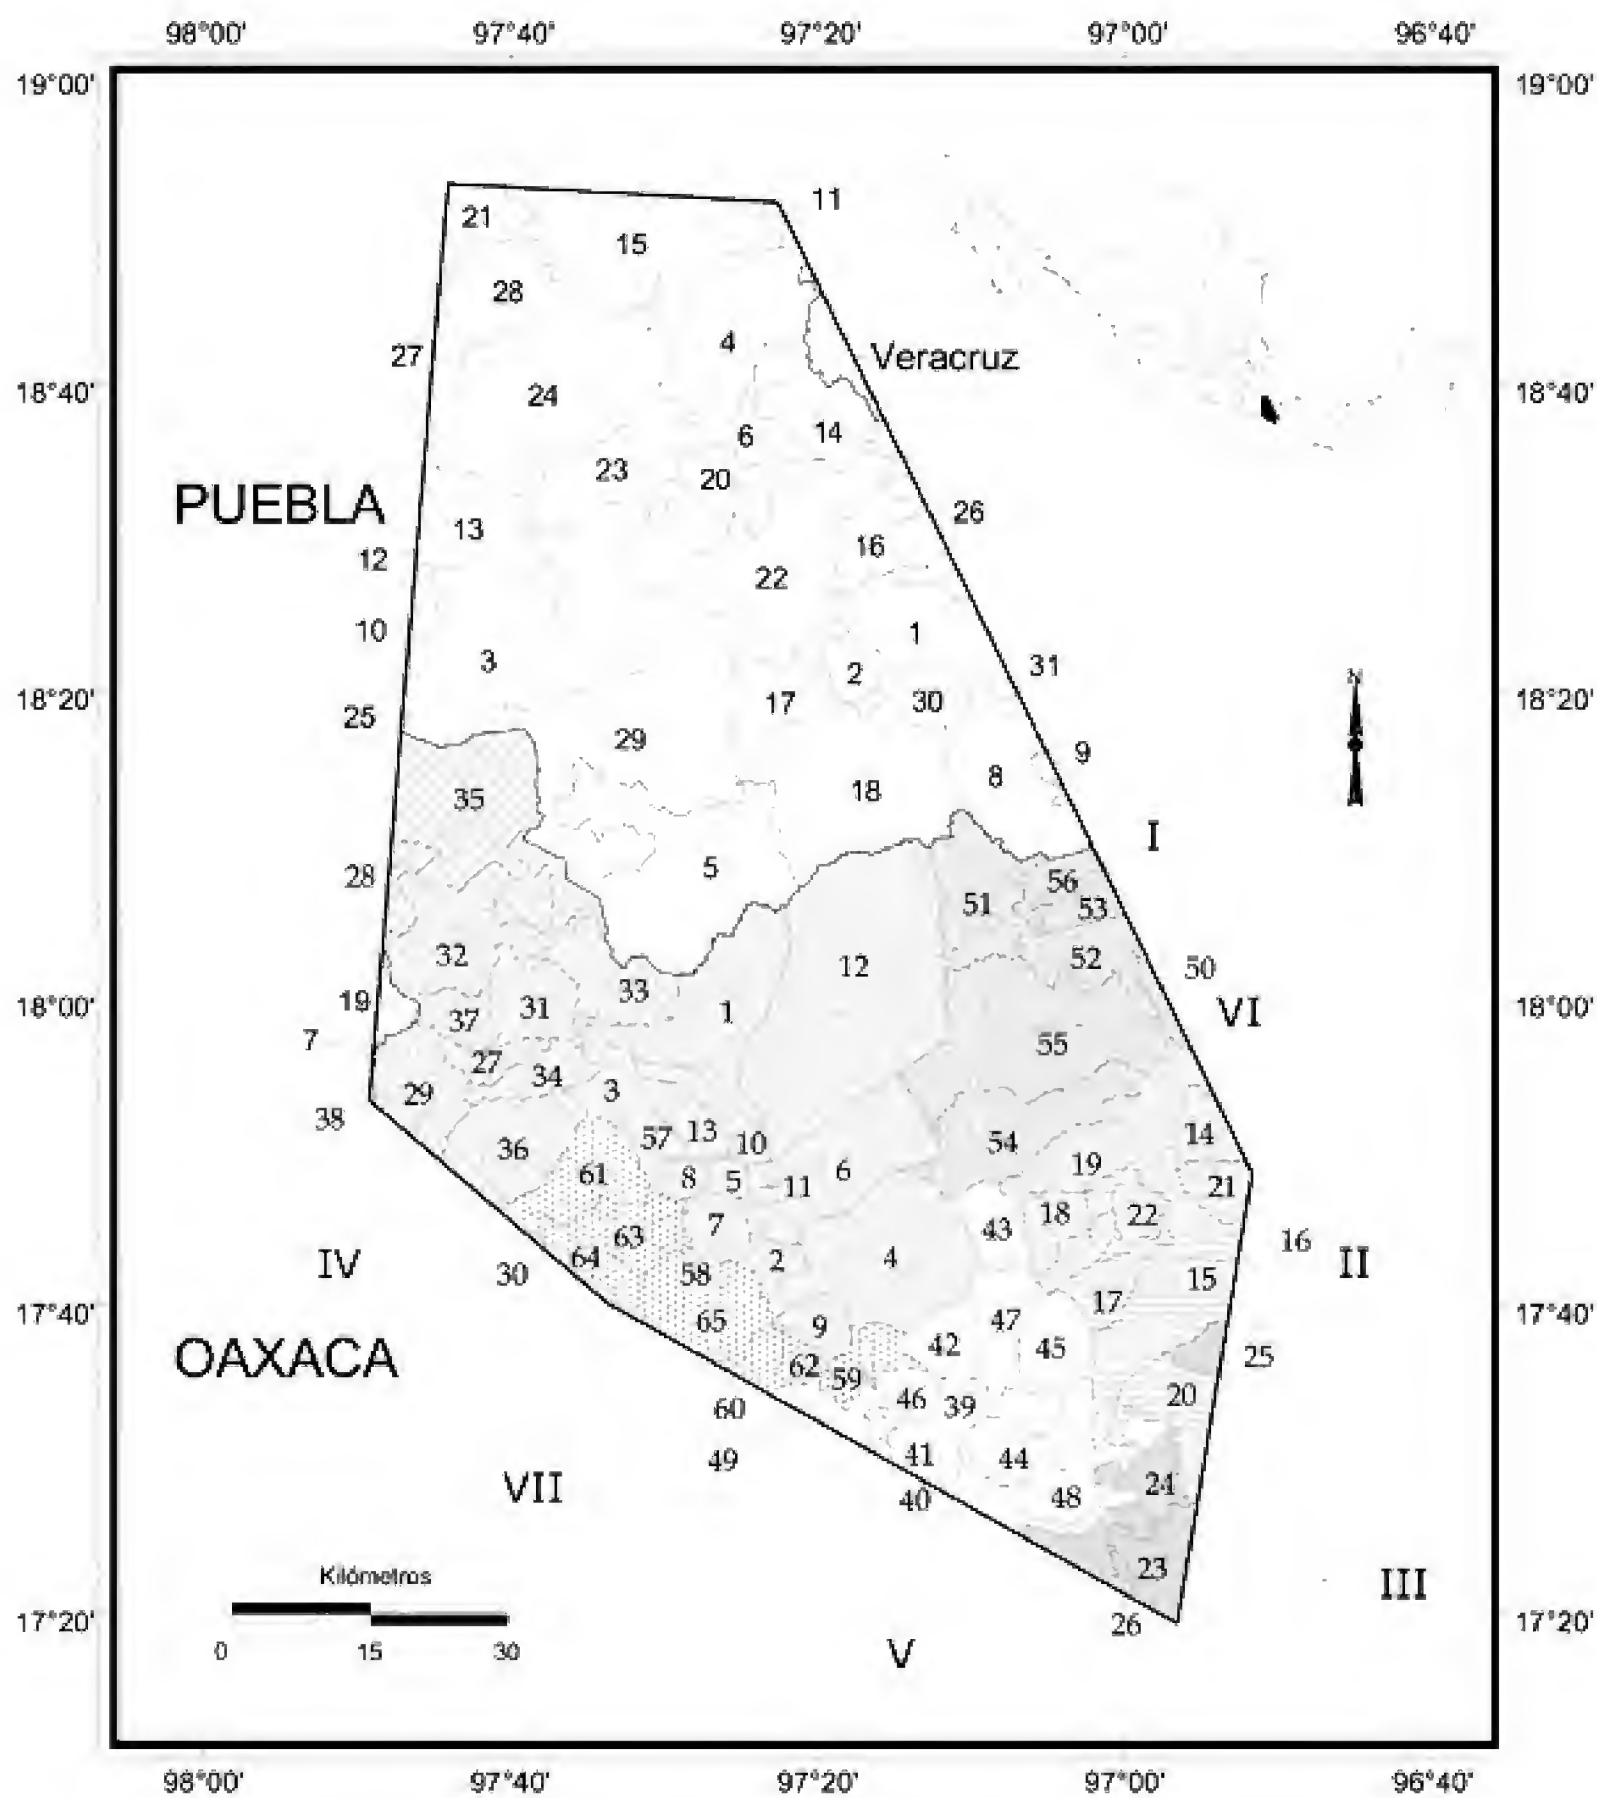 98°00' 97°40' 97°20' 97°00' 96°40'
19°00' 19°00'
11
21
15
28
4
27 Veracruz
18°40' 24 18°40'
6 14
23 20
PUEBLA 26
13
12 16
22
10 1
3 2 31
18°20' 17 30 18°20'
25
29 9
8
35 18
I
5
28 56
51 53
32 12 52 50
19 33
18°00' 37 31 1 VI 18°00'
7 55
27 34
29 3
38 57 13 10 54 14
36 19
61 8 5 11 6 21
7 43 18 22
63 16
64 58 2 4 II
IV 30 15
17
17°40' 65 9 47 17°40'
OAXACA 42 45 25
62 59
60 46 39 20
49 41 44
VII 40 48 24
23
Kilómetros III
17°20' 26 17°20'
0 15 30 V
98°00' 97°40' 97°20' 97°00' 96°40'
N